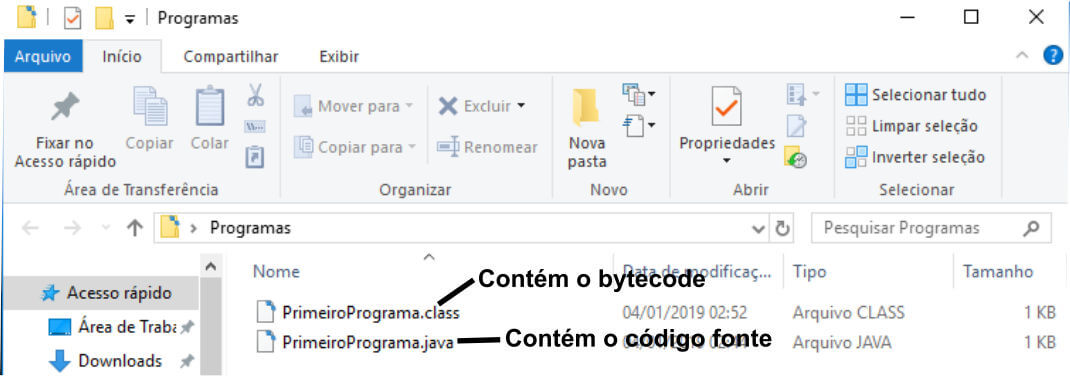 Programas
Arquivo Início Compartilhar Exibir
Fixar no Acesso rápido
Copiar
Colar
Mover para
Copiar para
Excluir
Renomear
Nova pasta
Propriedades
Selecionar tudo
Limpar seleção
Inverter seleção
Área de Transferência Organizar Novo Abrir Selecionar
Programas
Pesquisar Programas
Nome Data de modificaç... Tipo Tamanho
Contém o bytecode
Acesso rápido
Área de Traba
Downloads
PrimeiroPrograma.class 04/01/2019 02:52 Arquivo CLASS 1 KB
PrimeiroPrograma.java Contém o código fonte Arquivo JAVA 1 KB